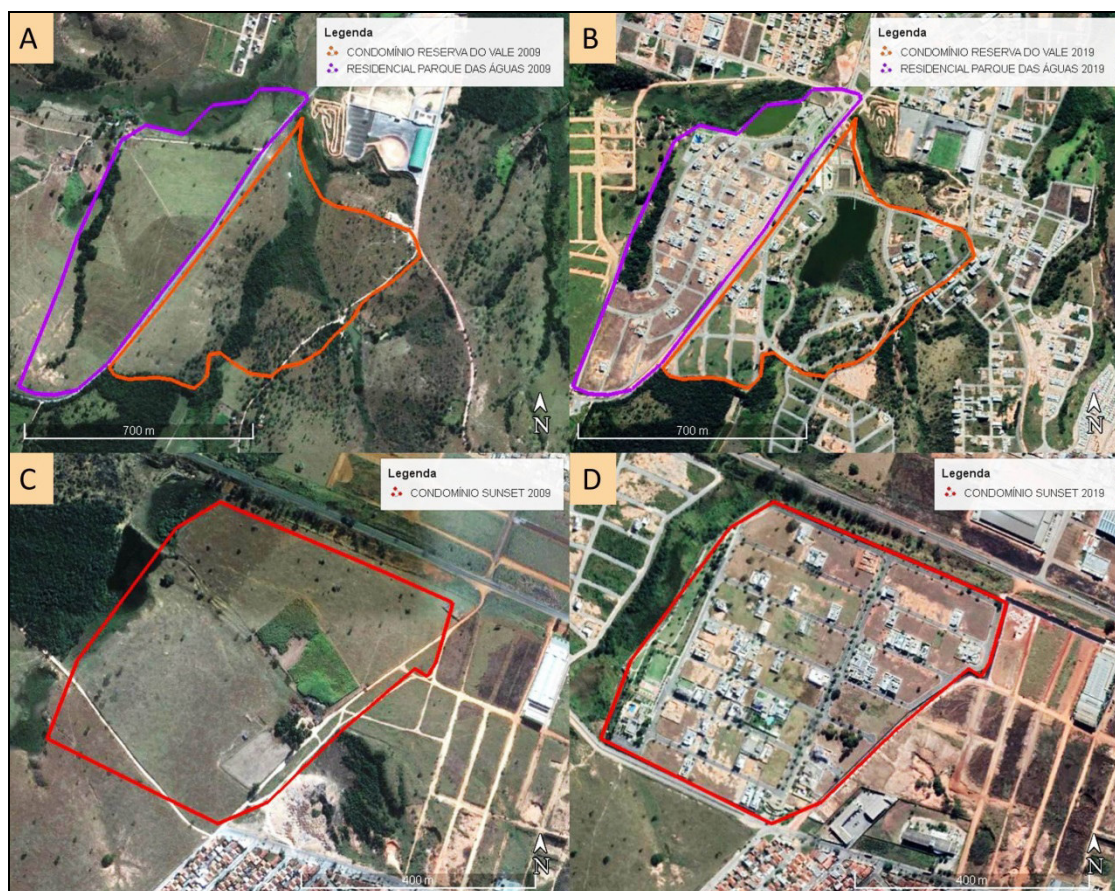 A
Legenda
CONDOMÍNIO RESERVA DO VALE 2009
RESIDENCIAL PARQUE DAS ÁGUAS 2009
700 m
N
B
Legenda
CONDOMÍNIO RESERVA DO VALE 2019
RESIDENCIAL PARQUE DAS ÁGUAS 2019
700 m
N
C
Legenda
CONDOMÍNIO SUNSET 2009
400 m
N
D
Legenda
CONDOMÍNIO SUNSET 2019
400 m
N